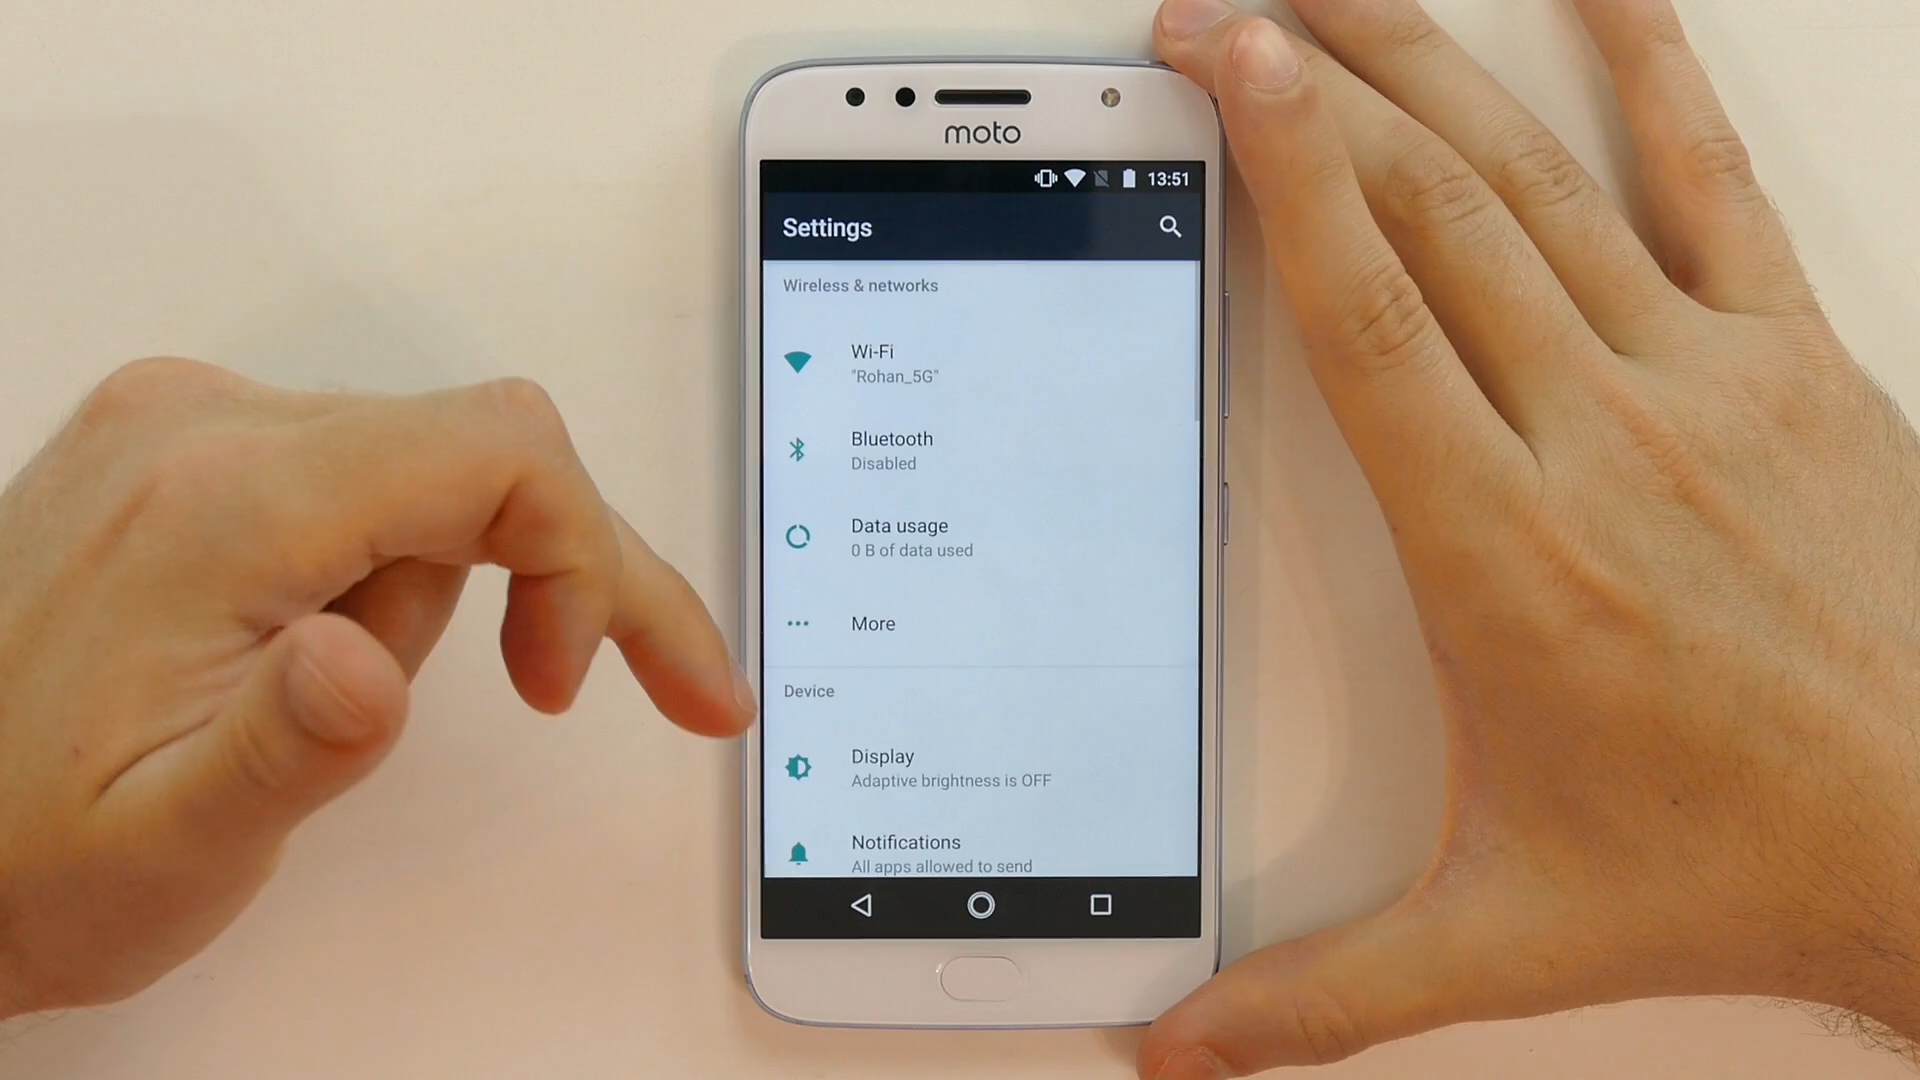 moto
13:51
Settings
Wireless & networks
Wi-Fi
"Rohan_5G"
Bluetooth
Disabled
Data usage
0 B of data used
More
Device
Display
Adaptive brightness is OFF
Notifications
All apps allowed to send